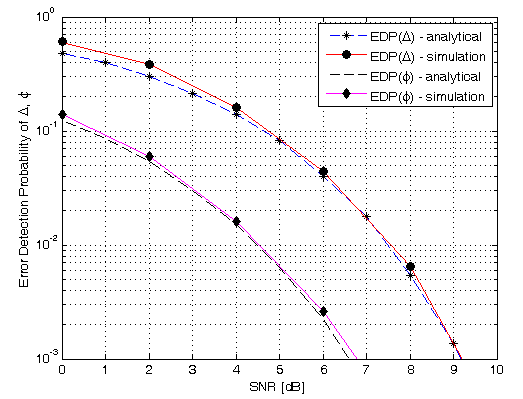 10^0
10^-1
10^-2
10^-3
Error Detection Probability of Δ, ϕ
EDP(Δ) - analytical
EDP(Δ) - simulation
EDP(ϕ) - analytical
EDP(ϕ) - simulation
0 1 2 3 4 5 6 7 8 9 10
SNR [dB]